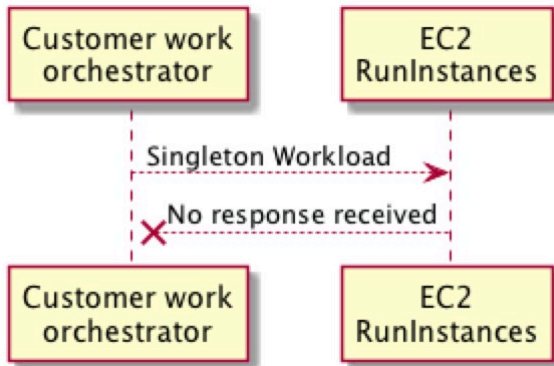 Customer work
orchestrator
EC2
RunInstances
Singleton Workload
No response received
Customer work
orchestrator
EC2
RunInstances